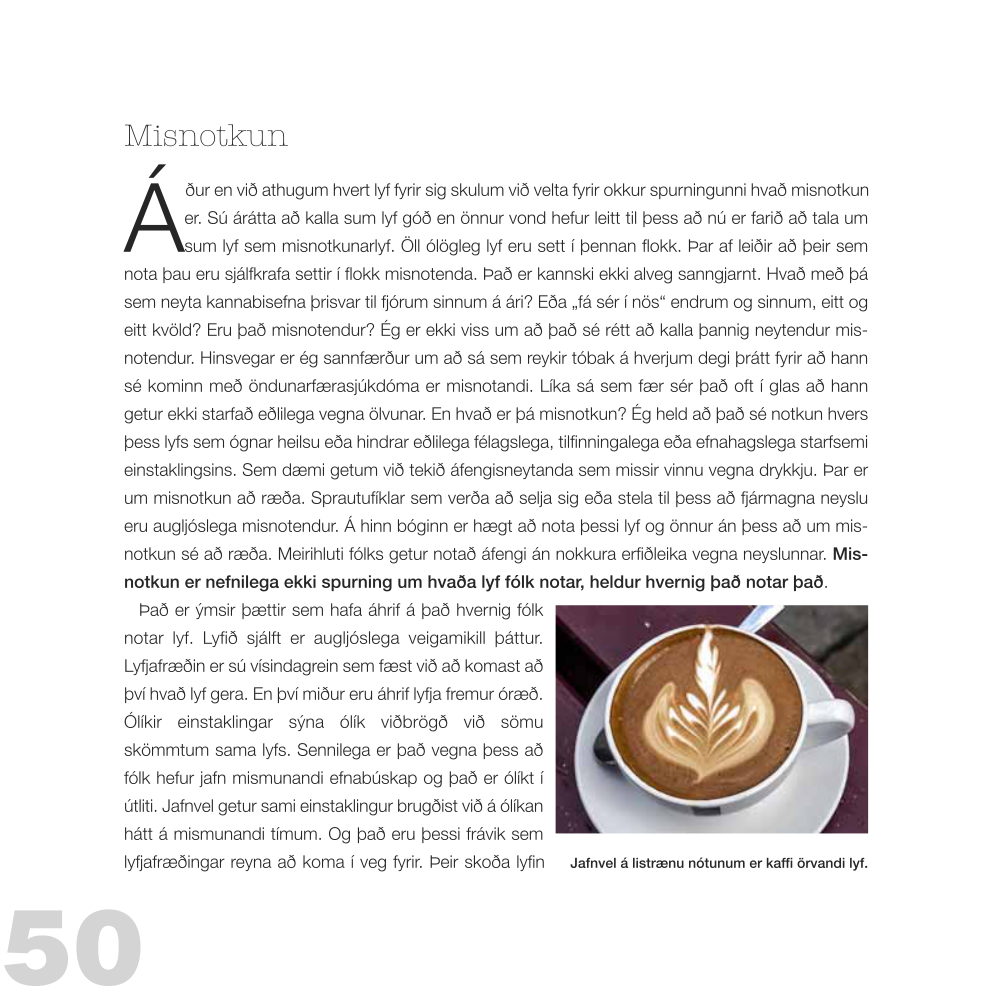 Misnotkun
Áður en við athugum hvert lyf fyrir sig skulum við velta fyrir okkur spurningunni hvað misnotkun
er. Sú árátta að kalla sum lyf góð en önnur vond hefur leitt til þess að nú er farið að tala um
sum lyf sem misnotkunarlyf. Öll ólögleg lyf eru sett í þennan flokk. Þar af leiðir að þeir sem
nota þau eru sjálfkrafa settir í flokk misnotenda. Það er kannski ekki alveg sanngjarnt. Hvað með þá
sem neyta kannabisefna þrisvar til fjórum sinnum á ári? Eða „fá sér í nös“ endrum og sinnum, eitt og
eitt kvöld? Eru það misnotendur? Ég er ekki viss um að það sé rétt að kalla þannig neytendur mis-
notendur. Hinsvegar er ég sannfærður um að sá sem reykir tóbak á hverjum degi þrátt fyrir að hann
sé kominn með öndunarfærasjúkdóma er misnotandi. Líka sá sem fær sér það oft í glas að hann
getur ekki starfað eðlilega vegna ölvunar. En hvað er þá misnotkun? Ég held að það sé notkun hvers
þess lyfs sem ógnar heilsu eða hindrar eðlilega félagslega, tilfinningalega eða efnahagslega starfsemi
einstaklingsins. Sem dæmi getum við tekið áfengisneytanda sem missir vinnu vegna drykkju. Þar er
um misnotkun að ræða. Sprautufíklar sem verða að selja sig eða stela til þess að fjármagna neyslu
eru augljóslega misnotendur. Á hinn bóginn er hægt að nota þessi lyf og önnur án þess að um mis-
notkun sé að ræða. Meirihluti fólks getur notað áfengi án nokkura erfiðleika vegna neyslunnar. Mis-
notkun er nefnilega ekki spurning um hvaða lyf fólk notar, heldur hvernig það notar það.
Það er ýmsir þættir sem hafa áhrif á það hvernig fólk
notar lyf. Lyfið sjálft er augljóslega veigamikill þáttur.
Lyfjafræðin er sú vísindagrein sem fæst við að komast að
því hvað lyf gera. En því miður eru áhrif lyfja fremur óræð.
Ólíkir einstaklingar sýna ólík viðbrögð við sömu
skömmtum sama lyfs. Sennilega er það vegna þess að
fólk hefur jafn mismunandi efnabúskap og það er ólíkt í
útliti. Jafnvel getur sami einstaklingur brugðist við á ólíkan
hátt á mismunandi tímum. Og það eru þessi frávik sem
lyfjafræðingar reyna að koma í veg fyrir. Þeir skoða lyfin
Jafnvel á listrænu nótunum er kaffi örvandi lyf.
50